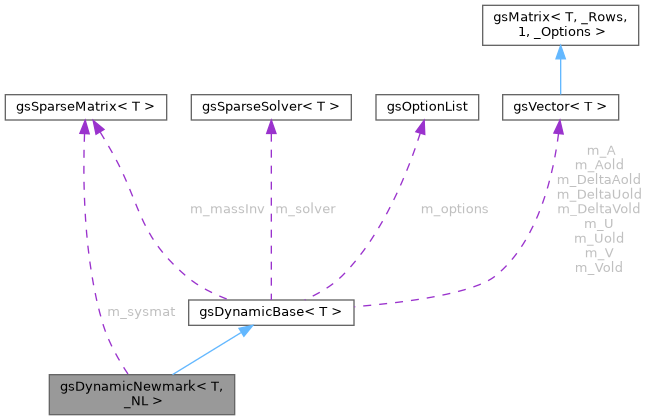 gsMatrix< T, _Rows,
1, _Options >
gsSparseMatrix< T >
gsSparseSolver< T >
gsOptionList
gsVector< T >
m_massInv
m_solver
m_options
m_A
m_Aold
m_DeltaAold
m_DeltaUold
m_DeltaVold
m_U
m_Uold
m_V
m_Vold
m_sysmat
gsDynamicBase< T >
gsDynamicNewmark< T,
_NL >